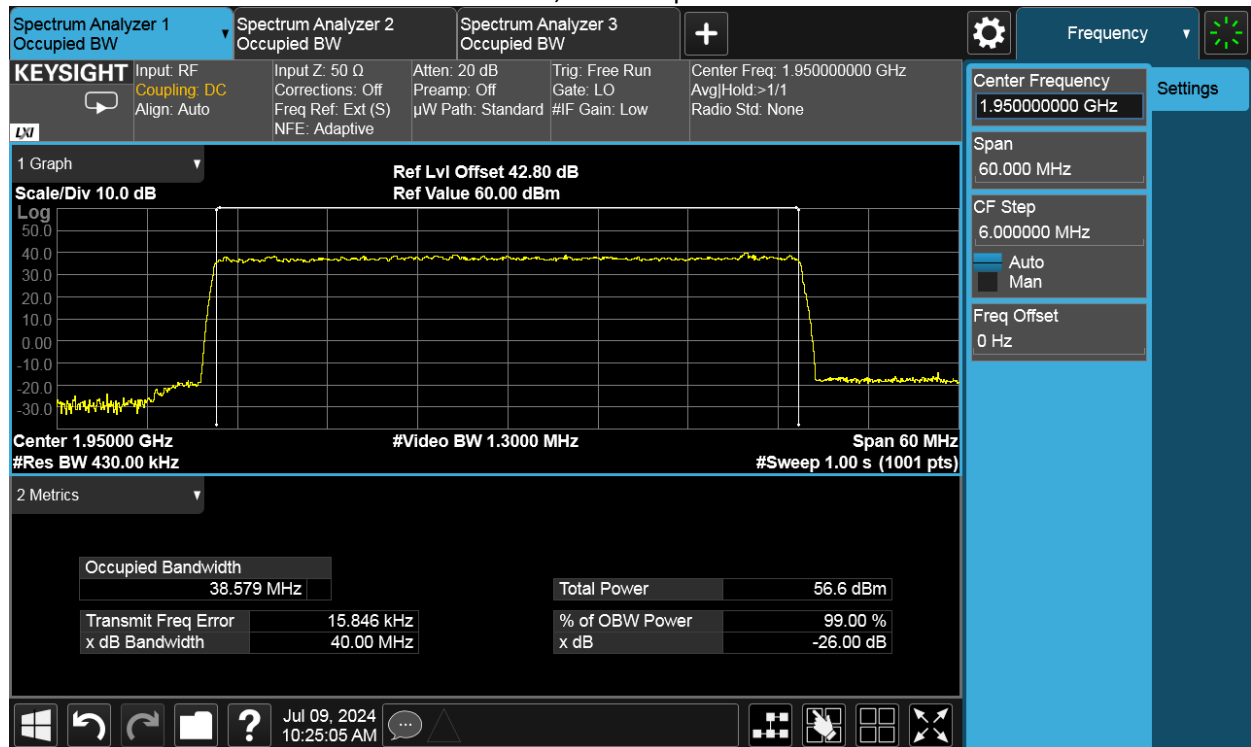 Spectrum Analyzer 1
Occupied BW
Spectrum Analyzer 2
Occupied BW
Spectrum Analyzer 3
Occupied BW
Frequency
KEYSIGHT
LXI
Input: RF
Coupling: DC
Align: Auto
Input Z: 50 Ω
Corrections: Off
Freq Ref: Ext (S)
NFE: Adaptive
Atten: 20 dB
Preamp: Off
µW Path: Standard
Trig: Free Run
Gate: LO
#IF Gain: Low
Center Freq: 1.950000000 GHz
Avg|Hold:>1/1
Radio Std: None
Center Frequency
1.950000000 GHz
Settings
Span
60.000 MHz
CF Step
6.000000 MHz
Auto
Man
Freq Offset
0 Hz
1 Graph
Scale/Div 10.0 dB
Ref Lvl Offset 42.80 dB
Ref Value 60.00 dBm
Log
50.0
40.0
30.0
20.0
10.0
0.00
-10.0
-20.0
-30.0
Center 1.95000 GHz
#Res BW 430.00 kHz
#Video BW 1.3000 MHz
Span 60 MHz
#Sweep 1.00 s (1001 pts)
2 Metrics
Occupied Bandwidth
38.579 MHz
Total Power 56.6 dBm
Transmit Freq Error 15.846 kHz
% of OBW Power 99.00 %
x dB Bandwidth 40.00 MHz
x dB -26.00 dB
?
Jul 09, 2024
10:25:05 AM